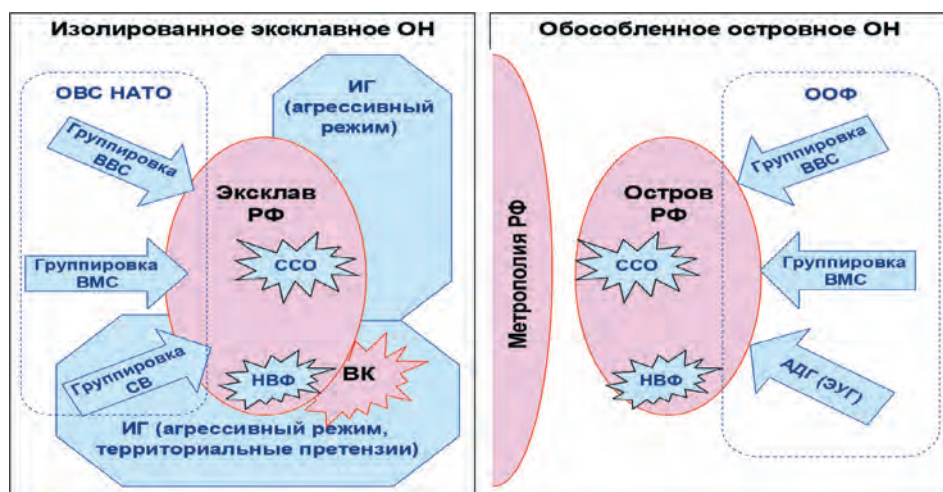 Изолированное эксклавное ОН
ОВС НАТО
ИГ
(агрессивный
режим)
Группировка
ВВС
Эксклав
РФ
Группировка
ВМС
ССО
Группировка
СВ
НВФ
ВК
ИГ (агрессивный режим,
территориальные претензии)
Обособленное островное ОН
Метрополия РФ
ООФ
Группировка
ВВС
Остров
РФ
ССО
Группировка
ВМС
НВФ
АДГ (ЭУГ)